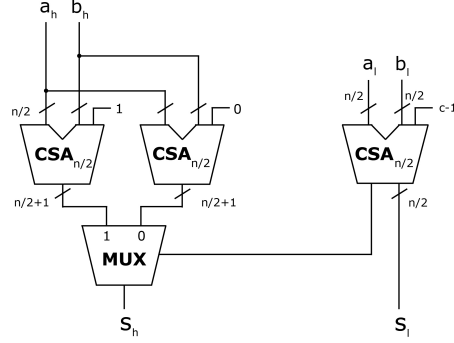 a_h b_h
a_l b_l
n/2 1 0 n/2 n/2 c-1
CSA_n/2 CSA_n/2 CSA_n/2
n/2+1 n/2+1 n/2
1 0
MUX
S_h S_l